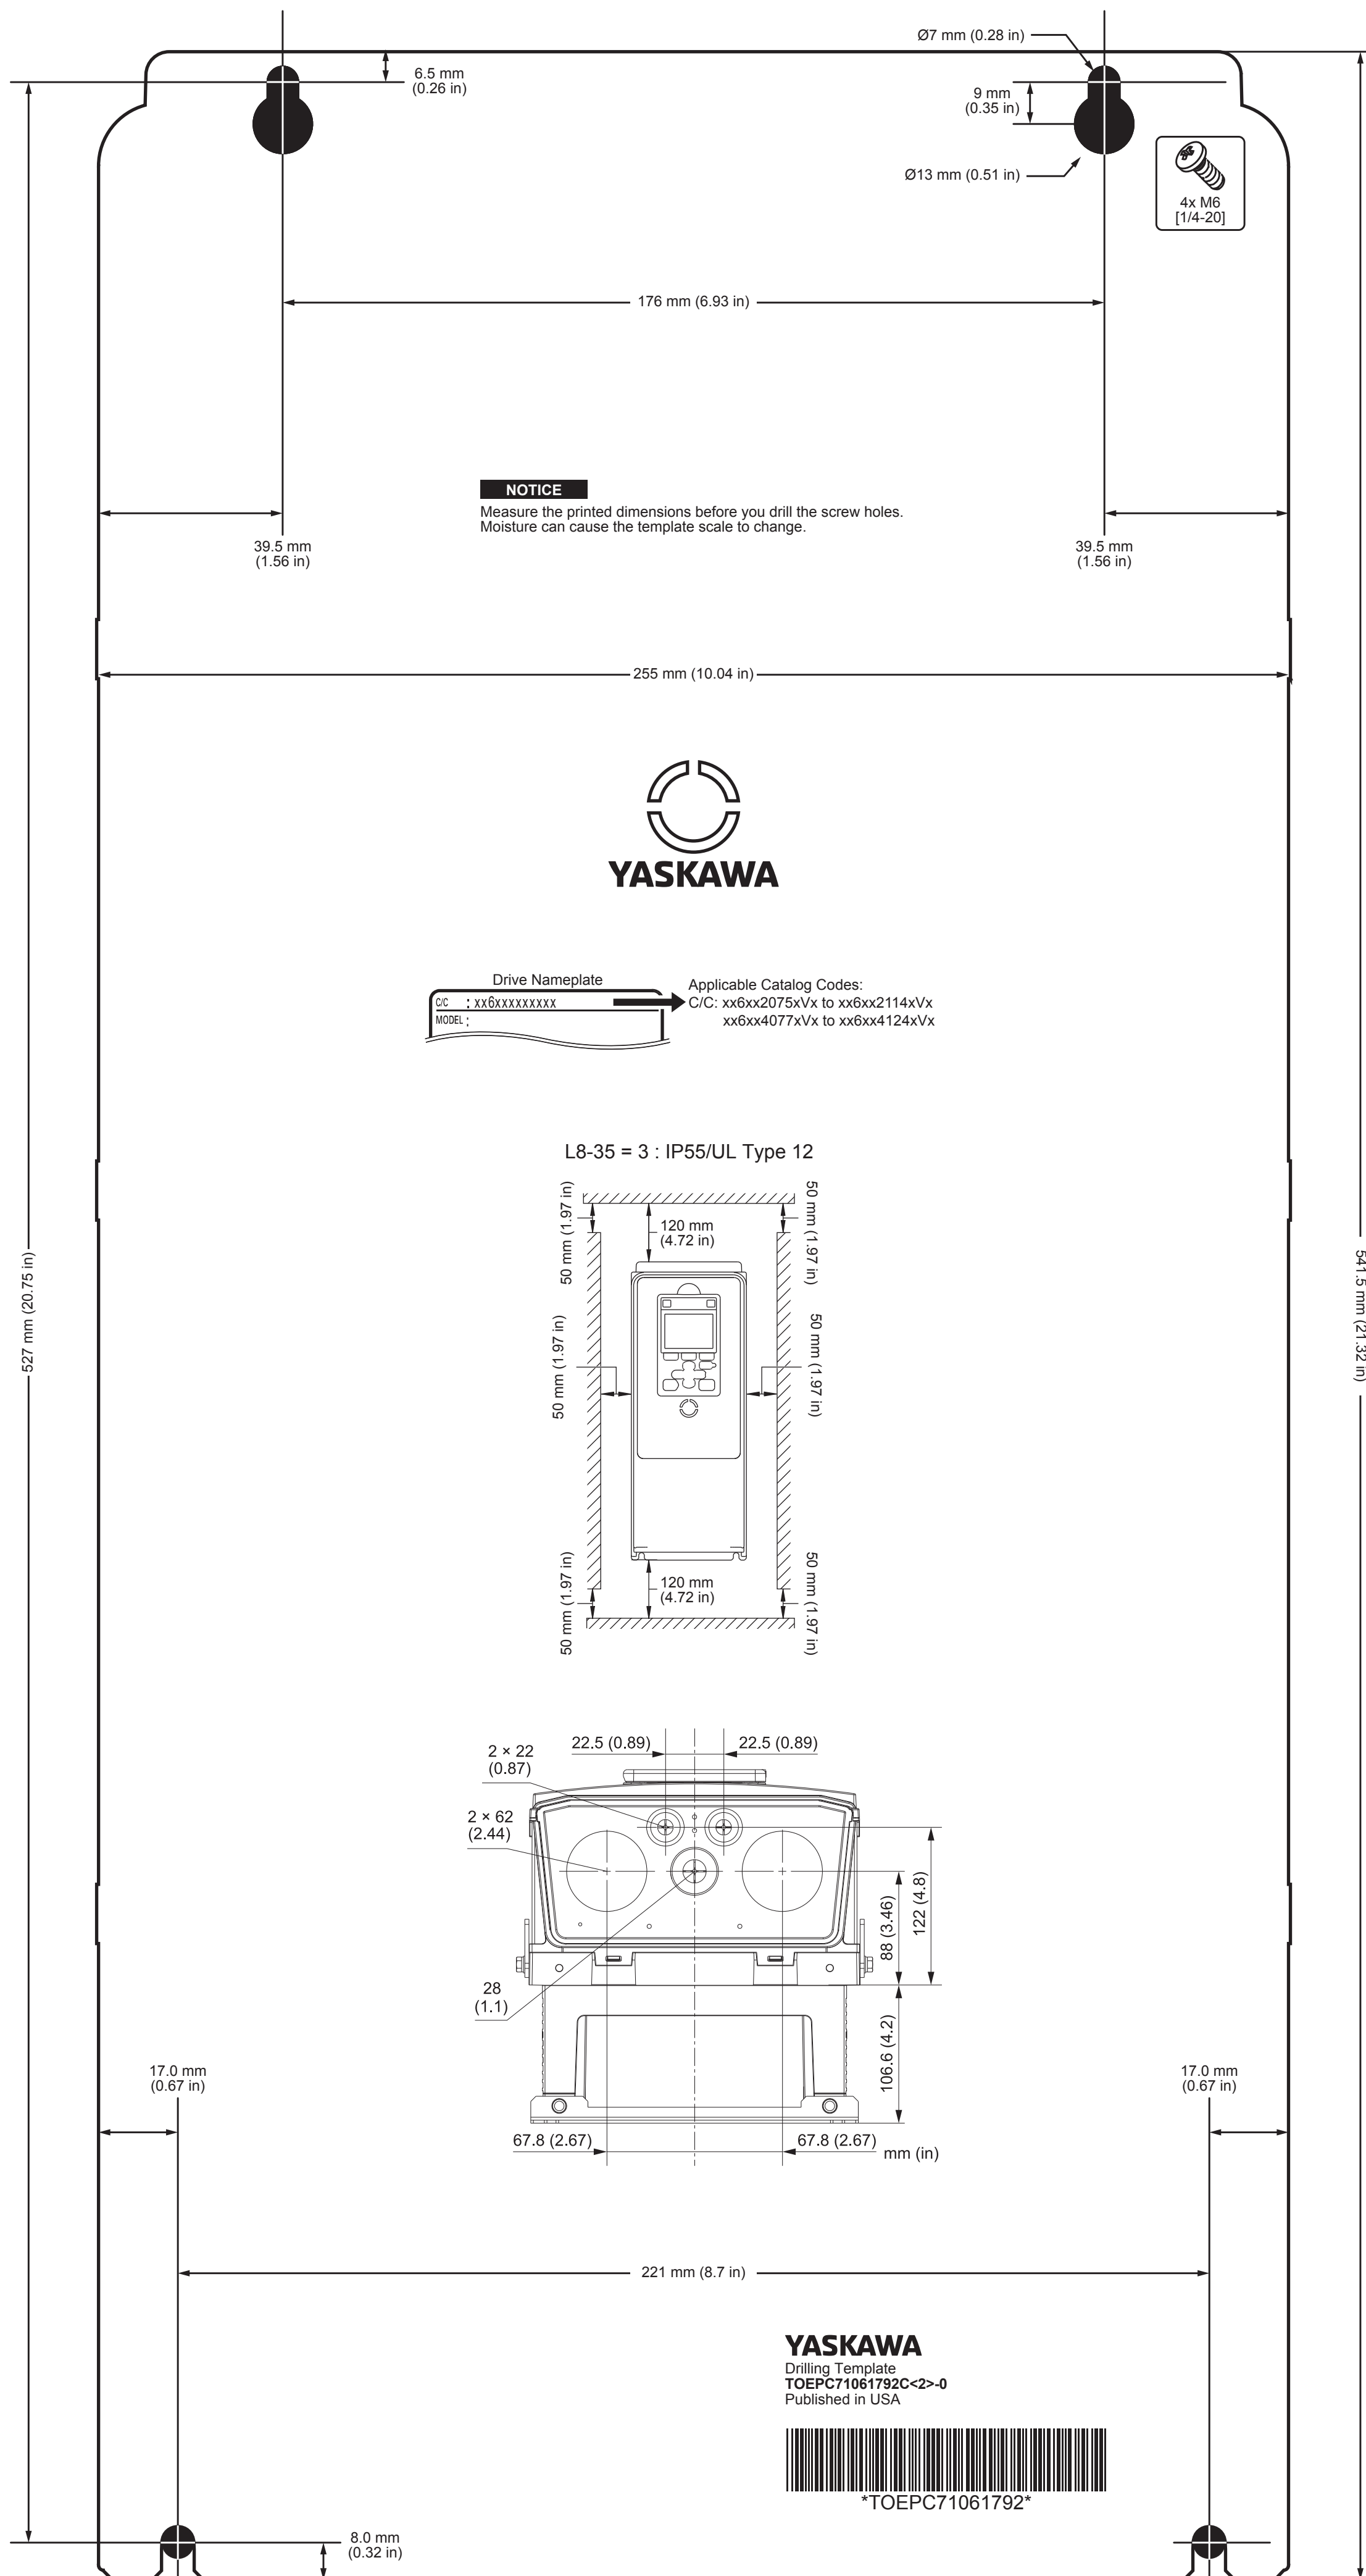 Ø7 mm (0.28 in)
6.5 mm
(0.26 in)
9 mm
(0.35 in)
Ø13 mm (0.51 in)
4x M6
[1/4-20]
176 mm (6.93 in)
NOTICE
Measure the printed dimensions before you drill the screw holes.
Moisture can cause the template scale to change.
39.5 mm
(1.56 in)
39.5 mm
(1.56 in)
255 mm (10.04 in)
YASKAWA
Drive Nameplate
C/C : xx6xxxxxxxxx
MODEL :
Applicable Catalog Codes:
C/C: xx6xx2075xVx to xx6xx2114xVx
xx6xx4077xVx to xx6xx4124xVx
L8-35 = 3 : IP55/UL Type 12
50 mm (1.97 in)
120 mm
(4.72 in)
50 mm (1.97 in)
527 mm (20.75 in)
541.5 mm (21.32 in)
50 mm (1.97 in)
50 mm (1.97 in)
50 mm (1.97 in)
120 mm
(4.72 in)
50 mm (1.97 in)
22.5 (0.89)
22.5 (0.89)
2 × 22
(0.87)
2 × 62
(2.44)
88 (3.46)
122 (4.8)
28
(1.1)
106.6 (4.2)
67.8 (2.67)
67.8 (2.67)
mm (in)
17.0 mm
(0.67 in)
17.0 mm
(0.67 in)
221 mm (8.7 in)
YASKAWA
Drilling Template
TOEPC71061792C<2>-0
Published in USA
*TOEPC71061792*
8.0 mm
(0.32 in)